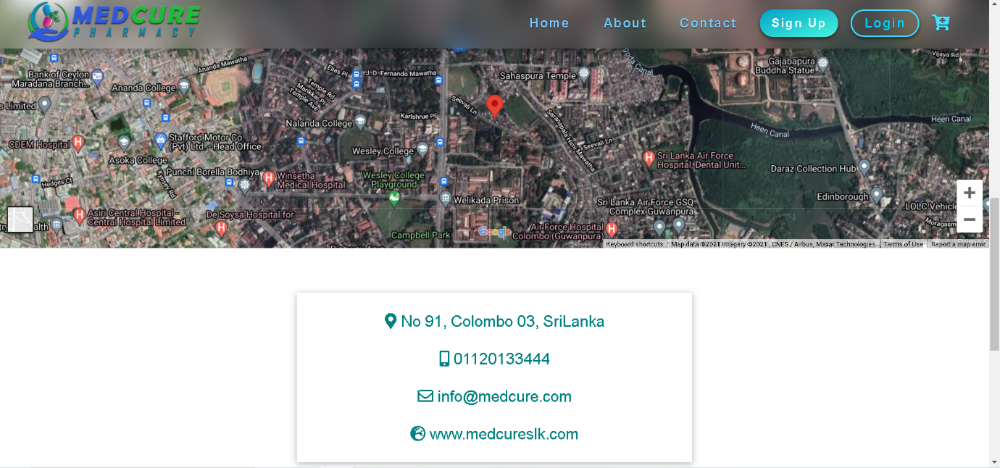 MEDCURE
PHARMACY
Home
About
Contact
Sign Up
Login
Ananda Mawatha
Bank of Ceylon
Maradana Branch...
Ananda College
s Limited
Elias Pl
J. D. Fernando Mawatha
Temple Rd
Marikkar Pl
Temple Ave
Sahaspura Temple
goda Canal
Gajabapura
Buddha Statue
Vijaya Rd
Seevali Ln
Karlshrue Pl
Nalanda College
Saranapala Himi Mawatha
Heen Canal
Heen Canal
CDEM Hospital
Stafford Motor Co.
(Pvt) Ltd. - Head Office
Asoka College
Wesley College
Seevali Ln
Sri Lanka Air Force
Hospital, Dental Unit...
Daraz Collection Hub
Hedges Ct
Kynsey Rd
Punchi Borella Bodhiya
Winsetha
Medical Hospital
Wesley College
Playground
Welikada Prison
Sri Lanka Air Force GSQ
Complex Guwanpura
Edinborough
LOLC Vehicle
Moragasm
Asiri Central Hospital -
Central Hospital Limited
De Soysa Hospital for
Campbell Park
Google
Air Force Hospital
Colombo (Guwanpura)
Keyboard shortcuts
Map data ©2021 Imagery ©2021 , CNES / Airbus, Maxar Technologies
Terms of Use
Report a map error
No 91, Colombo 03, SriLanka
01120133444
info@medcure.com
www.medcureslk.com